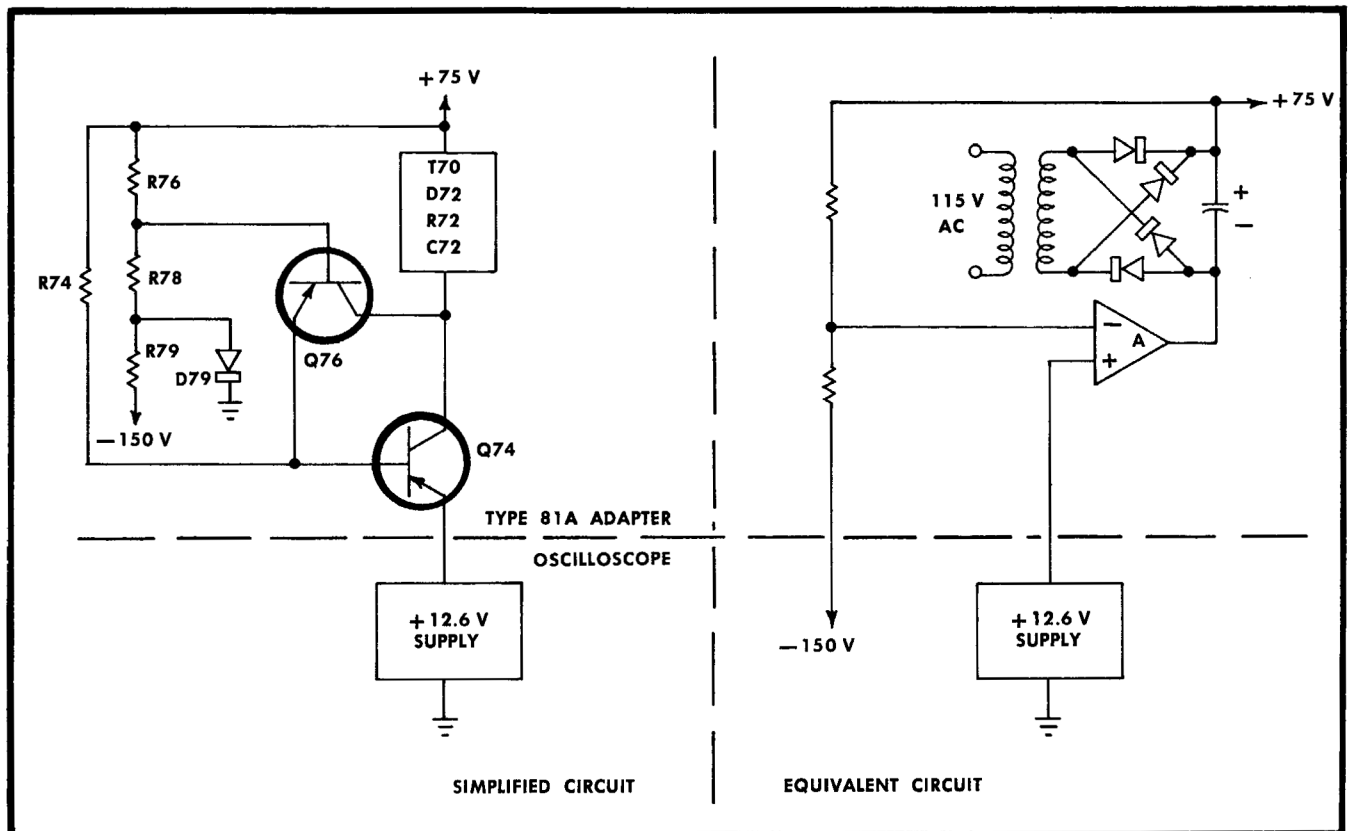 +75 V
T70
D72
R72
C72
R76
R78
R74
R79
D79
Q76
—150 V
Q74
TYPE 81A ADAPTER
OSCILLOSCOPE
+12.6 V
SUPPLY
SIMPLIFIED CIRCUIT
+75 V
115 V
AC
+
—
—
+
A
—150 V
+12.6 V
SUPPLY
EQUIVALENT CIRCUIT